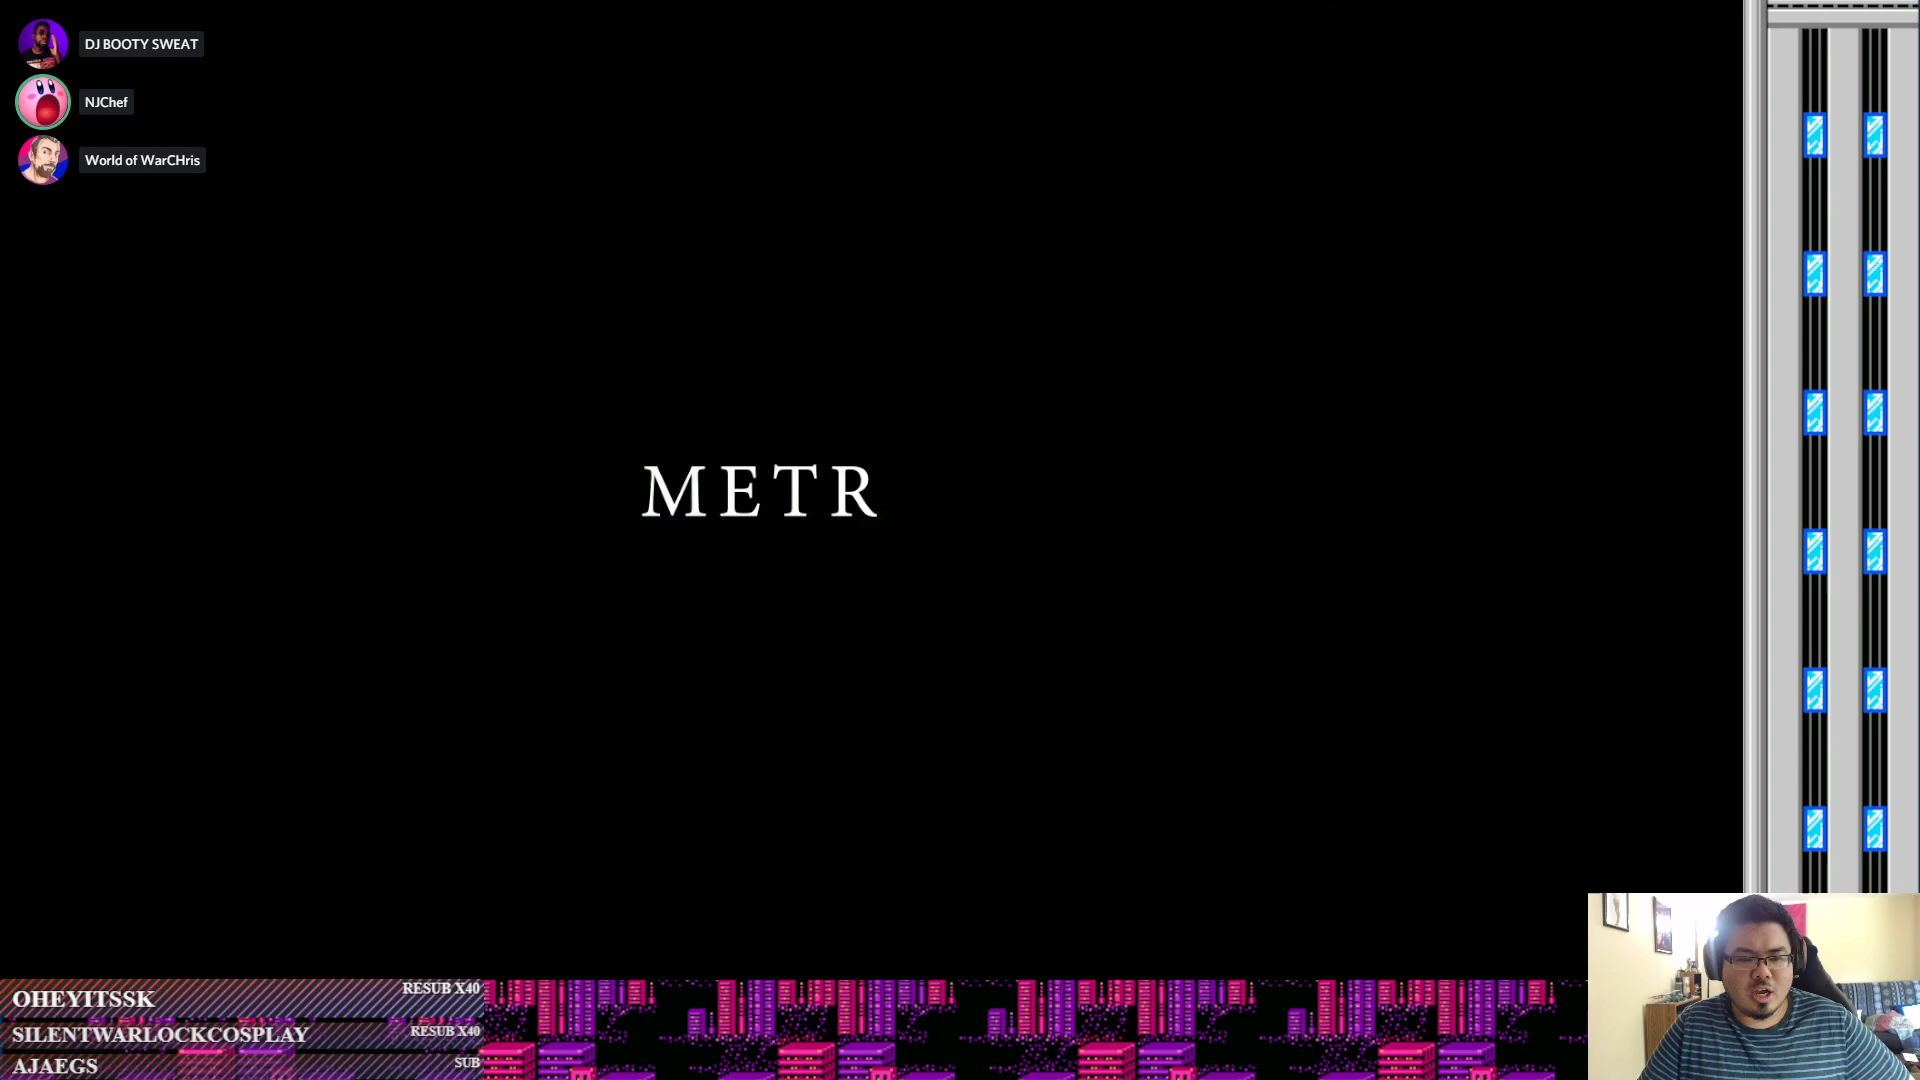 DJ BOOTY SWEAT
NJChef
World of WarCHris
METR
OHEYITSSK RESUB X40
SILENTWARLOCKCOSPLAY RESUB X40
AJAEGS SUB